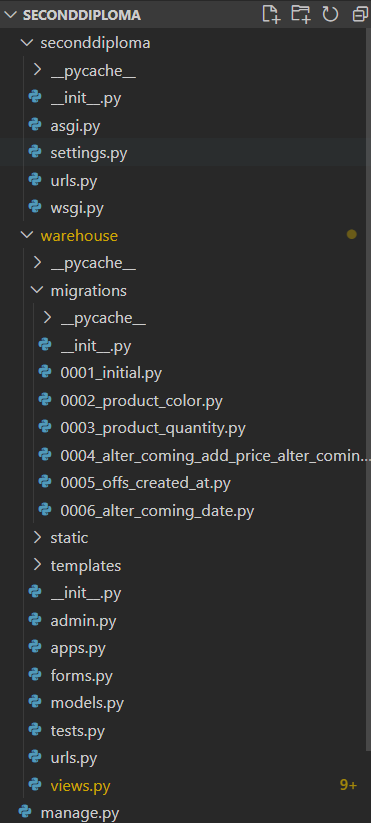 SECONDDIPLOMA
seconddiploma
__pycache__
__init__.py
asgi.py
settings.py
urls.py
wsgi.py
warehouse
__pycache__
migrations
__pycache__
__init__.py
0001_initial.py
0002_product_color.py
0003_product_quantity.py
0004_alter_coming_add_price_alter_comin...
0005_offs_created_at.py
0006_alter_coming_date.py
static
templates
__init__.py
admin.py
apps.py
forms.py
models.py
tests.py
urls.py
views.py 9+
manage.py